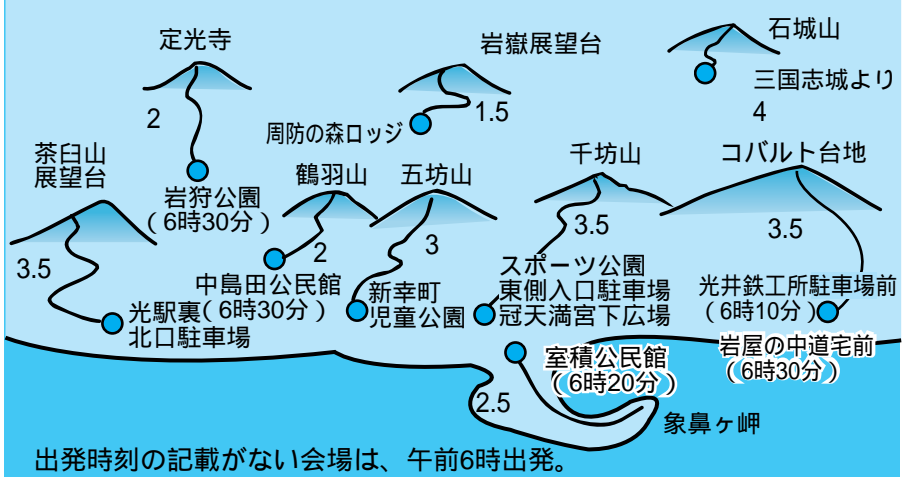 定光寺
岩嶽展望台
石城山
2
1.5
三国志城より
4
周防の森ロッジ
茶臼山
展望台
岩狩公園
（6時30分）
鶴羽山
五坊山
千坊山
コバルト台地
3.5
2
3
3.5
3.5
中島田公民館
（6時30分）
光駅裏
北口駐車場
新幸町
児童公園
スポーツ公園
東側入口駐車場
冠天満宮下広場
光井鉄工所駐車場前
（6時10分）
岩屋の中道宅前
（6時30分）
室積公民館
（6時20分）
2.5
象鼻ヶ岬
出発時刻の記載がない会場は、午前6時出発。